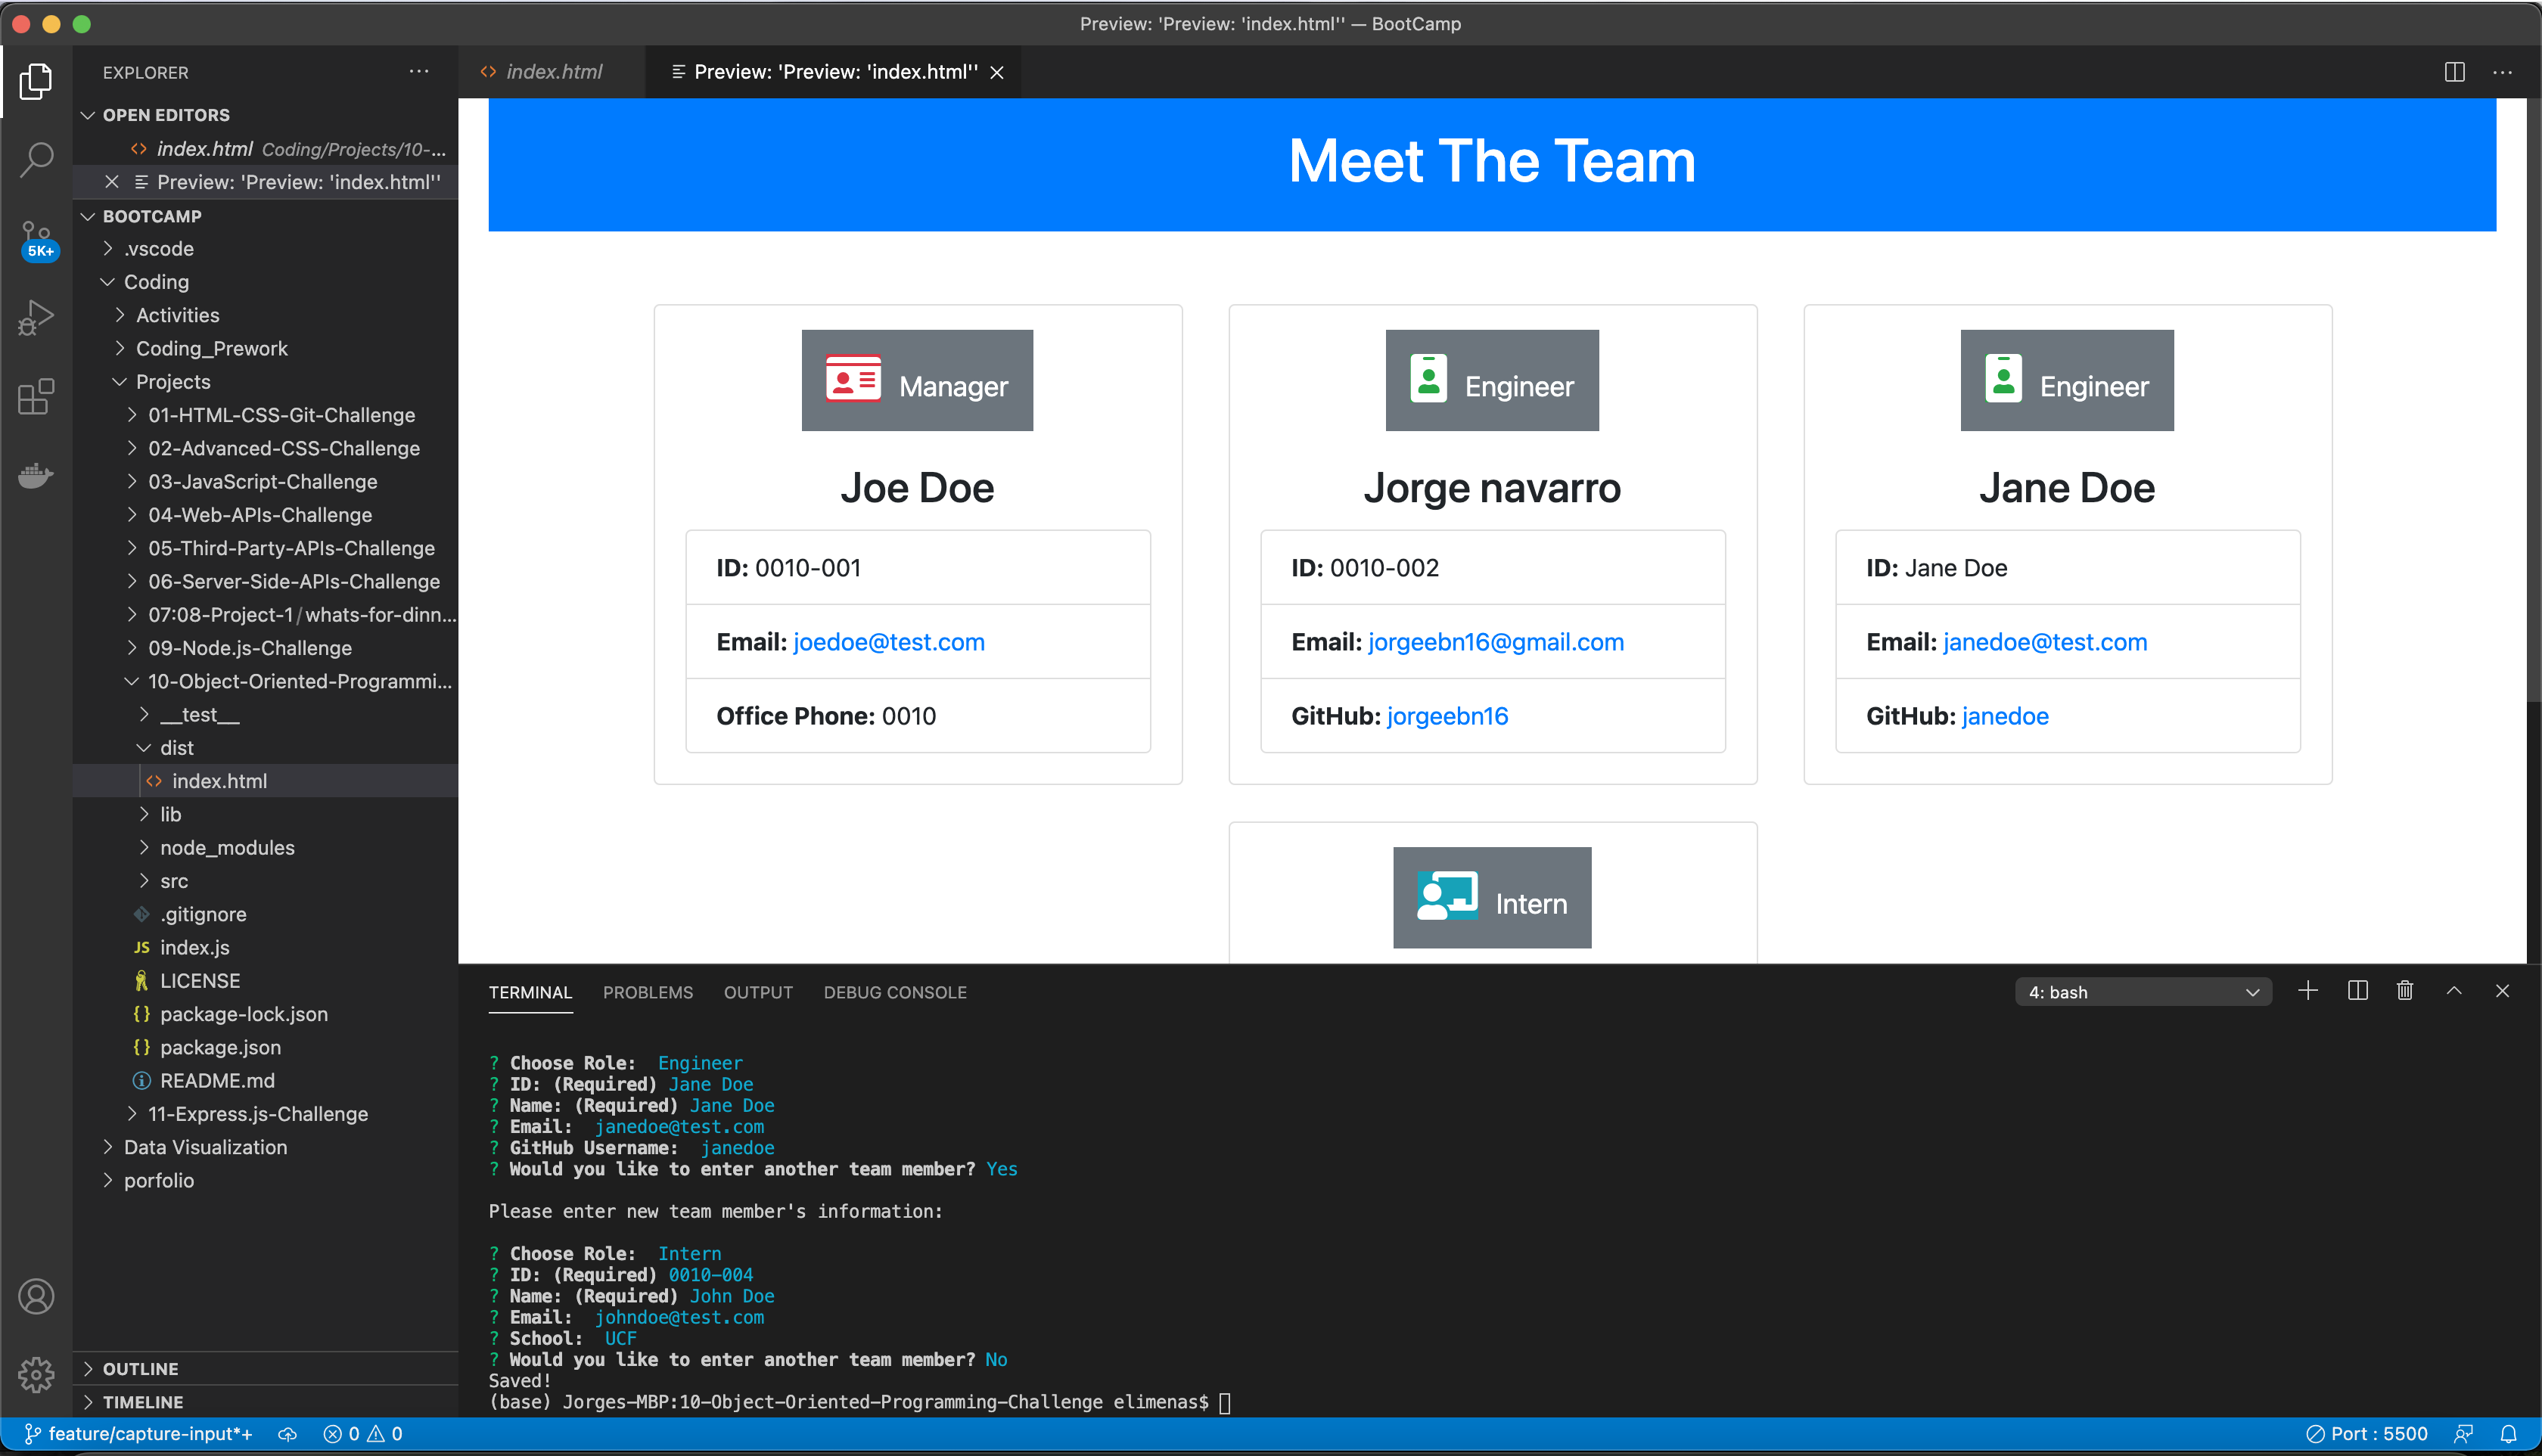 Preview: 'Preview: 'index.html'' — BootCamp
EXPLORER
index.html
Preview: 'Preview: 'index.html''
OPEN EDITORS
index.html Coding/Projects/10-...
Preview: 'Preview: 'index.html''
5K+
BOOTCAMP
.vscode
Coding
Activities
Coding_Prework
Projects
01-HTML-CSS-Git-Challenge
02-Advanced-CSS-Challenge
03-JavaScript-Challenge
04-Web-APIs-Challenge
05-Third-Party-APIs-Challenge
06-Server-Side-APIs-Challenge
07:08-Project-1/whats-for-dinn...
09-Node.js-Challenge
10-Object-Oriented-Programmi...
__test__
dist
index.html
lib
node_modules
src
.gitignore
JS index.js
LICENSE
{} package-lock.json
{} package.json
README.md
11-Express.js-Challenge
Data Visualization
porfolio
OUTLINE
TIMELINE
Meet The Team
Manager
Joe Doe
ID: 0010-001
Email: joedoe@test.com
Office Phone: 0010
Engineer
Jorge navarro
ID: 0010-002
Email: jorgeebn16@gmail.com
GitHub: jorgeebn16
Engineer
Jane Doe
ID: Jane Doe
Email: janedoe@test.com
GitHub: janedoe
Intern
TERMINAL PROBLEMS OUTPUT DEBUG CONSOLE
4: bash
? Choose Role: Engineer
? ID: (Required) Jane Doe
? Name: (Required) Jane Doe
? Email: janedoe@test.com
? GitHub Username: janedoe
? Would you like to enter another team member? Yes
Please enter new team member's information:
? Choose Role: Intern
? ID: (Required) 0010-004
? Name: (Required) John Doe
? Email: johndoe@test.com
? School: UCF
? Would you like to enter another team member? No
Saved!
(base) Jorges-MBP:10-Object-Oriented-Programming-Challenge elimenas$
feature/capture-input*+ 0 0
Port : 5500